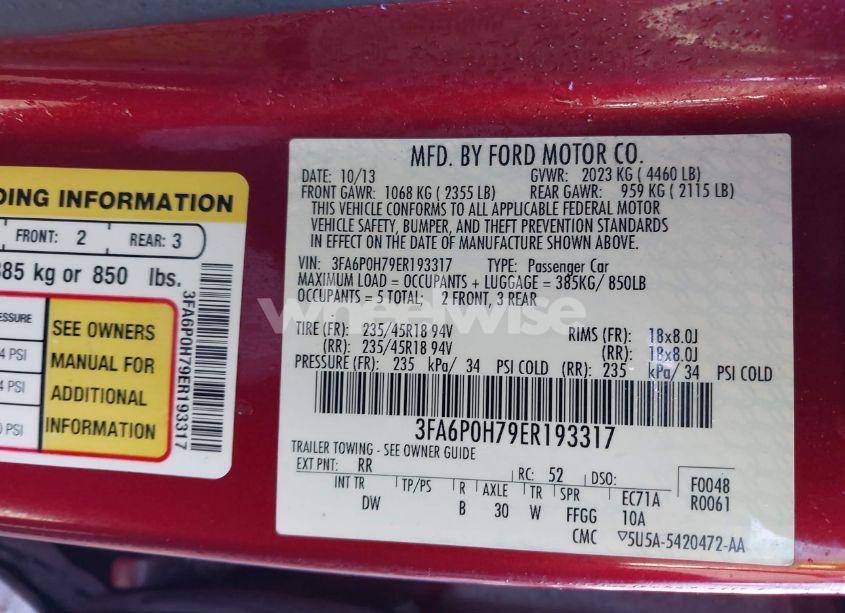 DING INFORMATION
FRONT: 2 REAR: 3
385 kg or 850 lbs.
ESSURE
4 PSI
4 PSI
0 PSI
SEE OWNERS
MANUAL FOR
ADDITIONAL
INFORMATION
3FA6P0H79ER193317
MFD. BY FORD MOTOR CO.
DATE: 10/13 GVWR: 2023 KG ( 4460 LB)
FRONT GAWR: 1068 KG ( 2355 LB) REAR GAWR: 959 KG ( 2115 LB)
THIS VEHICLE CONFORMS TO ALL APPLICABLE FEDERAL MOTOR
VEHICLE SAFETY, BUMPER, AND THEFT PREVENTION STANDARDS
IN EFFECT ON THE DATE OF MANUFACTURE SHOWN ABOVE.
VIN: 3FA6P0H79ER193317 TYPE: Passenger Car
MAXIMUM LOAD = OCCUPANTS + LUGGAGE = 385KG/ 850LB
OCCUPANTS = 5 TOTAL; 2 FRONT, 3 REAR
wheelwise
TIRE (FR): 235/45R18 94V RIMS (FR): 18x8.0J
(RR): 235/45R18 94V (RR): 18x8.0J
PRESSURE (FR): 235 kPa/ 34 PSI COLD (RR): 235 kPa/ 34 PSI COLD
3FA6P0H79ER193317
TRAILER TOWING - SEE OWNER GUIDE
EXT PNT: RR RC: 52 DSO: F0048
INT TR TP/PS R AXLE TR SPR EC71A R0061
DW B 30 W FFGG 10A
CMC ▽5U5A-5420472-AA